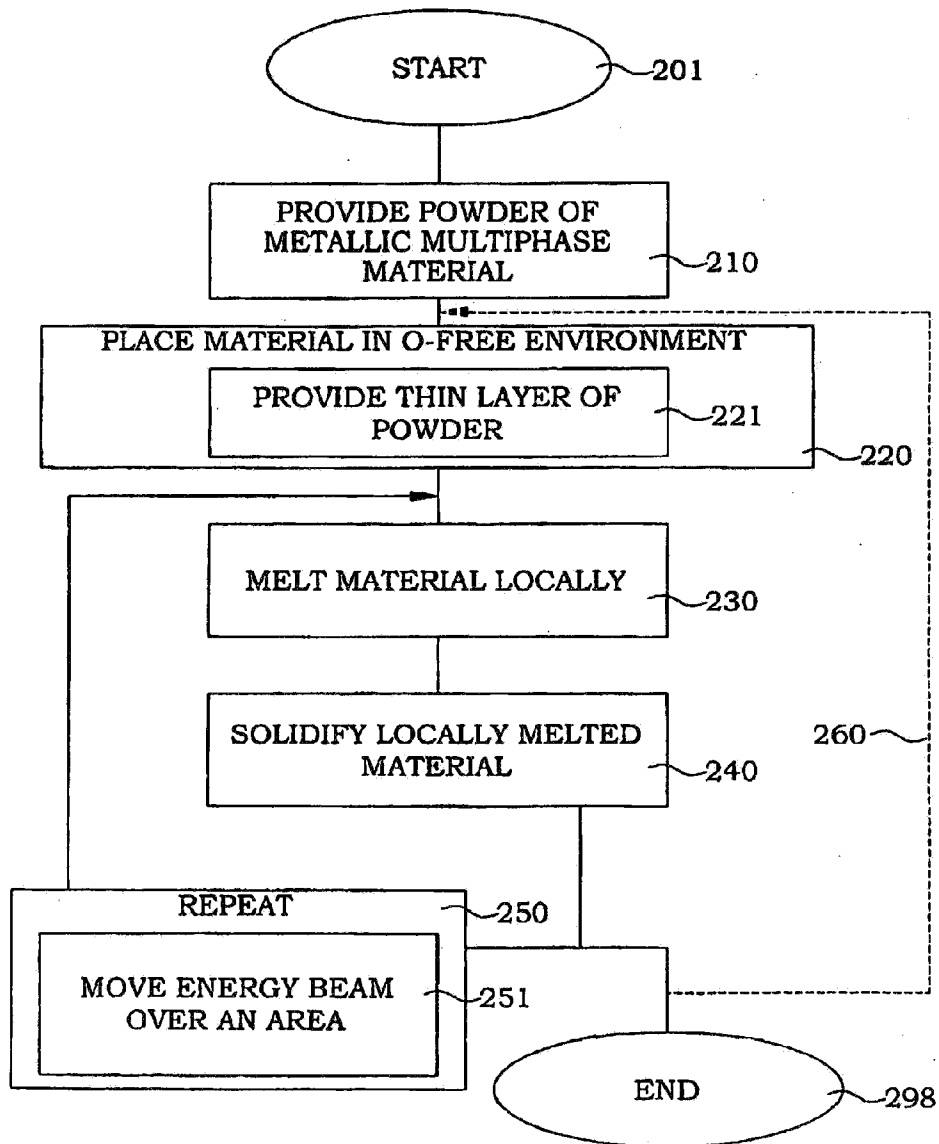 START
201
PROVIDE POWDER OF
METALLIC MULTIPHASE
MATERIAL
210
PLACE MATERIAL IN O-FREE ENVIRONMENT
PROVIDE THIN LAYER OF
POWDER
221
220
MELT MATERIAL LOCALLY
230
SOLIDIFY LOCALLY MELTED
MATERIAL
240
260
REPEAT
250
MOVE ENERGY BEAM
OVER AN AREA
251
END
298